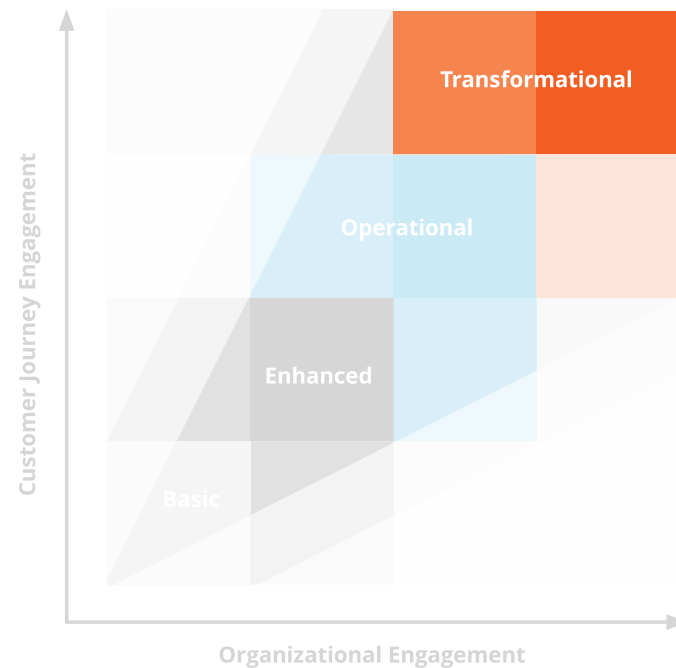 Transformational
Customer Journey Engagement
Operational
Enhanced
Basic
Organizational Engagement